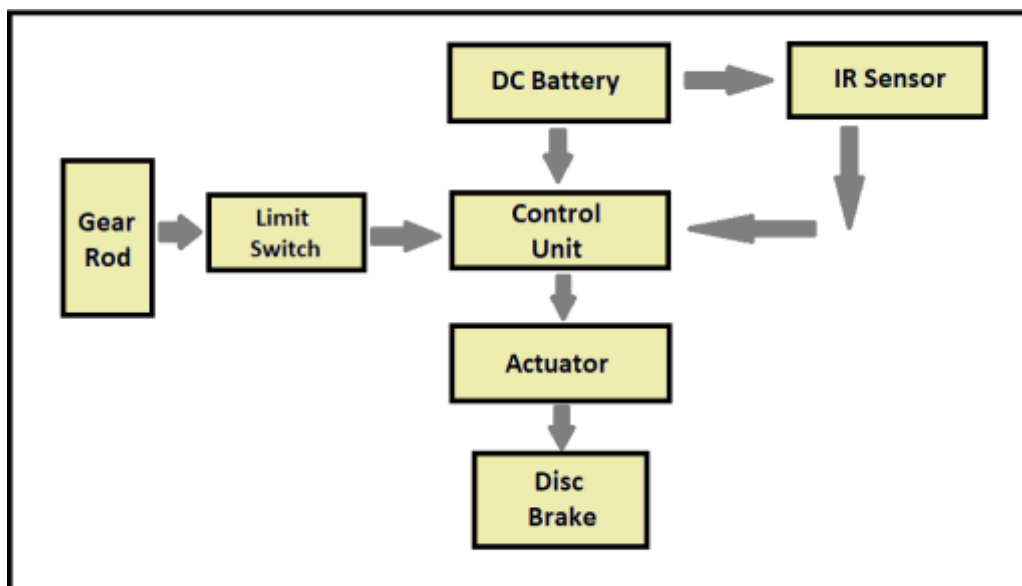 DC Battery
IR Sensor
Gear
Rod
Limit
Switch
Control
Unit
Actuator
Disc
Brake